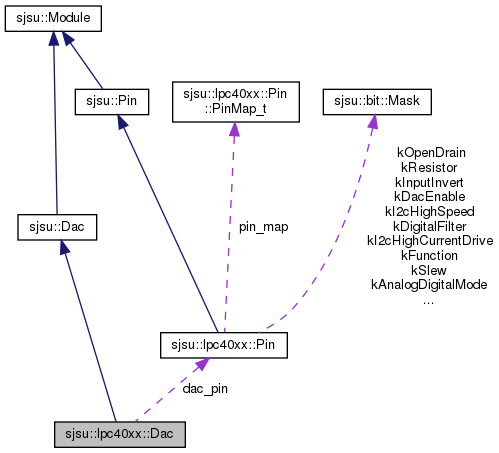 sjsu::Module
sjsu::Pin
sjsu::lpc40xx::Pin
::PinMap_t
sjsu::bit::Mask
kOpenDrain
kResistor
kInputInvert
kDacEnable
kI2cHighSpeed
kDigitalFilter
kI2cHighCurrentDrive
kFunction
kSlew
kAnalogDigitalMode
...
sjsu::Dac
pin_map
sjsu::lpc40xx::Pin
dac_pin
sjsu::lpc40xx::Dac